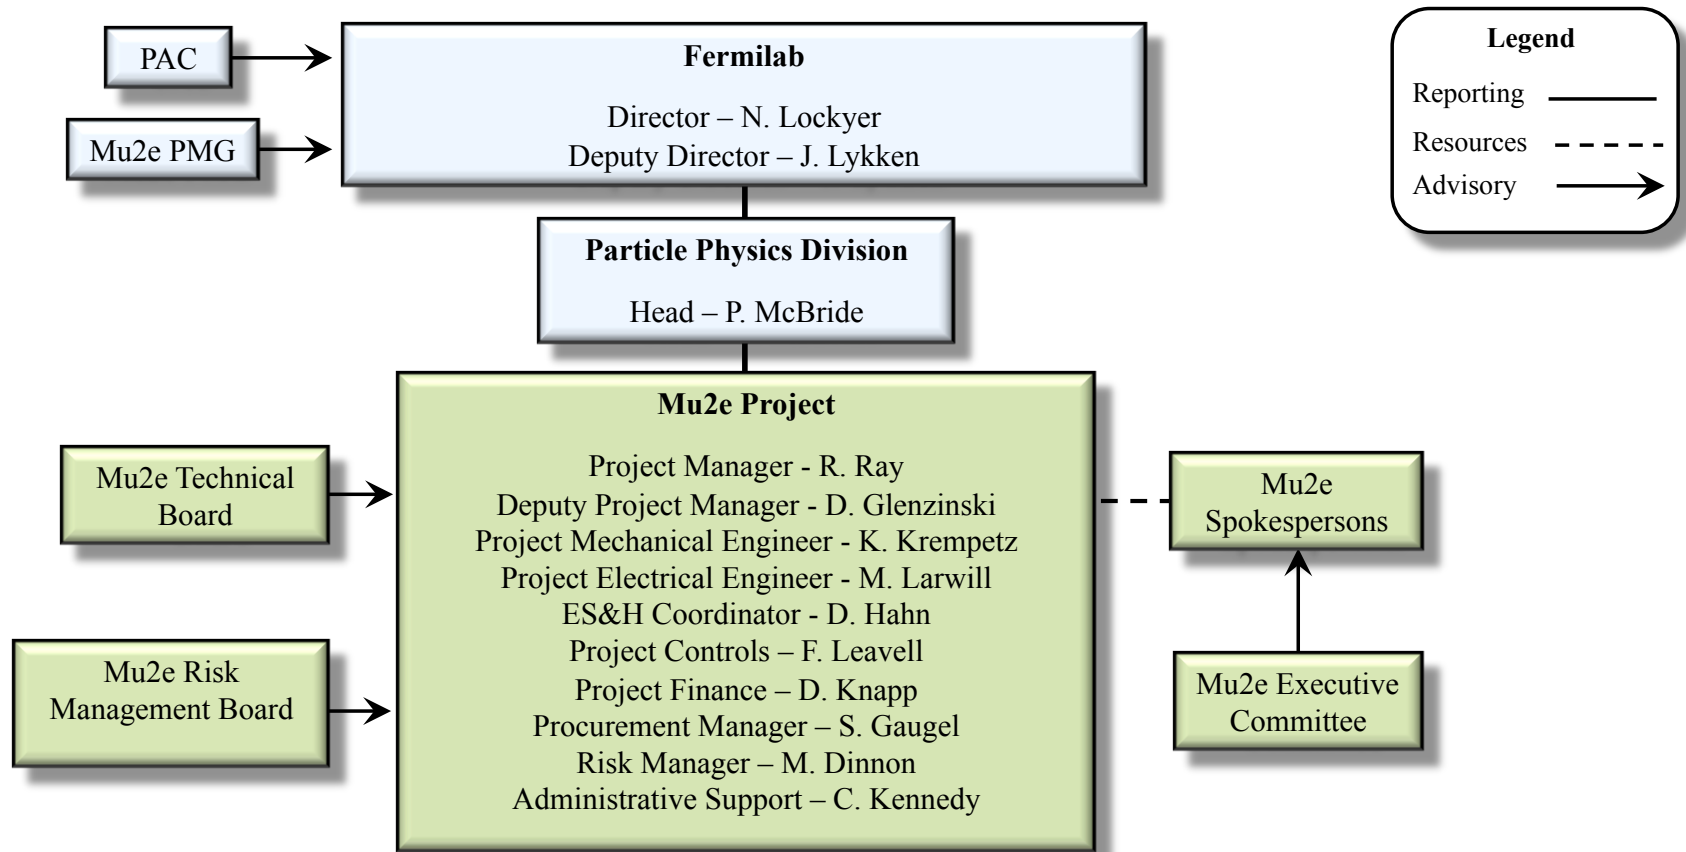 PAC
Mu2e PMG
Fermilab
Director – N. Lockyer
Deputy Director – J. Lykken
Legend
Reporting
Resources
Advisory
Particle Physics Division
Head – P. McBride
Mu2e Project
Project Manager - R. Ray
Deputy Project Manager - D. Glenzinski
Project Mechanical Engineer - K. Krempetz
Project Electrical Engineer - M. Larwill
ES&H Coordinator - D. Hahn
Project Controls – F. Leavell
Project Finance – D. Knapp
Procurement Manager – S. Gaugel
Risk Manager – M. Dinnon
Administrative Support – C. Kennedy
Mu2e Technical
Board
Mu2e Risk
Management Board
Mu2e
Spokespersons
Mu2e Executive
Committee